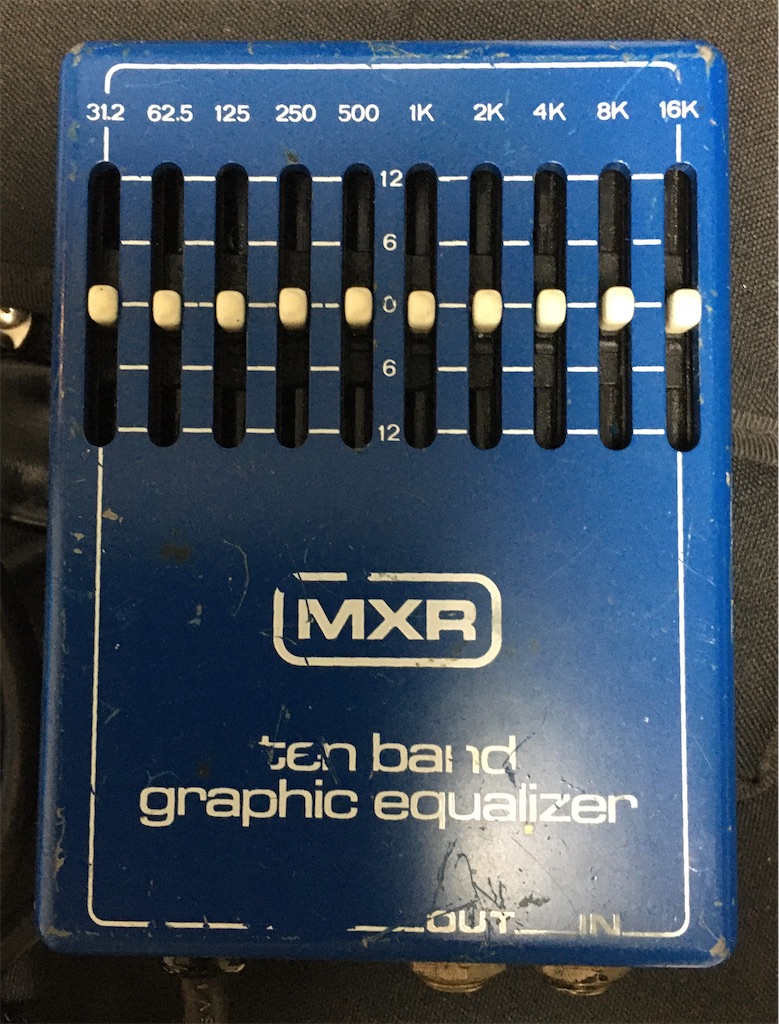 31.2 62.5 125 250 500 1K 2K 4K 8K 16K
12
6
0
6
12
MXR
ten band
graphic equalizer
OUT IN